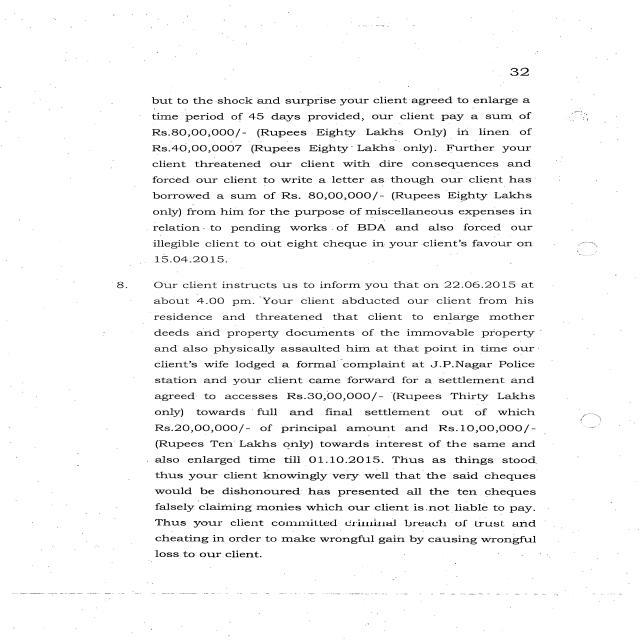 32
but to the shock and surprise your client agreed to enlarge a
time period of 45 days provided, our client pay a sum of
Rs.80,00,000/- (Rupees Eighty Lakhs Only) in linen of
Rs.40,00,0007 (Rupees Eighty Lakhs only). Further your
client threatened our client with dire consequences and
forced our client to write a letter as though our client has
borrowed a sum of Rs. 80,00,000/- (Rupees Eighty Lakhs
only) from him for the purpose of miscellaneous expenses in
relation to pending works of BDA and also forced our
illegible client to out eight cheque in your client's favour on
15.04.2015.
8. Our client instructs us to inform you that on 22.06.2015 at
about 4.00 pm. Your client abducted our client from his
residence and threatened that client to enlarge mother
deeds and property documents of the immovable property
and also physically assaulted him at that point in time our
client's wife lodged a formal complaint at J.P.Nagar Police
station and your client came forward for a settlement and
agreed to accesses Rs.30,00,000/- (Rupees Thirty Lakhs
only) towards full and final settlement out of which
Rs.20,00,000/- of principal amount and Rs.10,00,000/-
(Rupees Ten Lakhs only) towards interest of the same and
also enlarged time till 01.10.2015. Thus as things stood
thus your client knowingly very well that the said cheques
would be dishonoured has presented all the ten cheques
falsely claiming monies which our client is not liable to pay.
Thus your client committed criminal breach of trust and
cheating in order to make wrongful gain by causing wrongful
loss to our client.